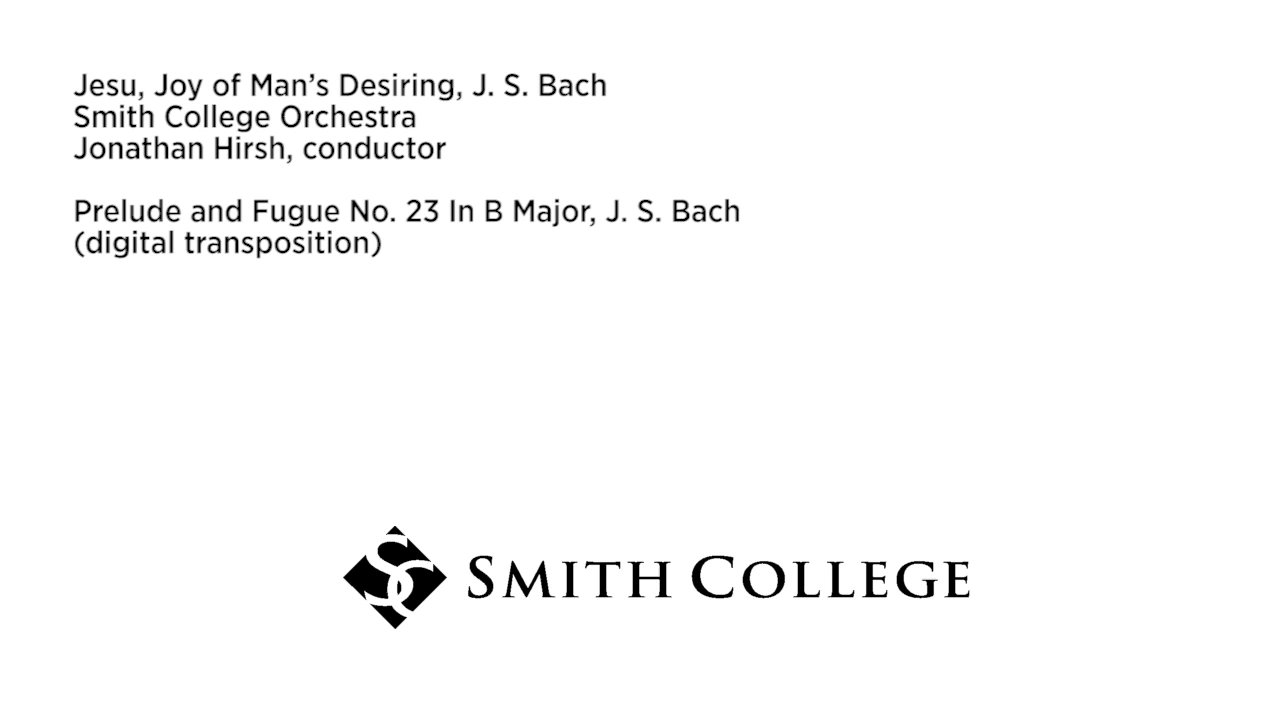 Jesu, Joy of Man’s Desiring, J. S. Bach
Smith College Orchestra
Jonathan Hirsh, conductor
Prelude and Fugue No. 23 In B Major, J. S. Bach
(digital transposition)
SC SMITH COLLEGE